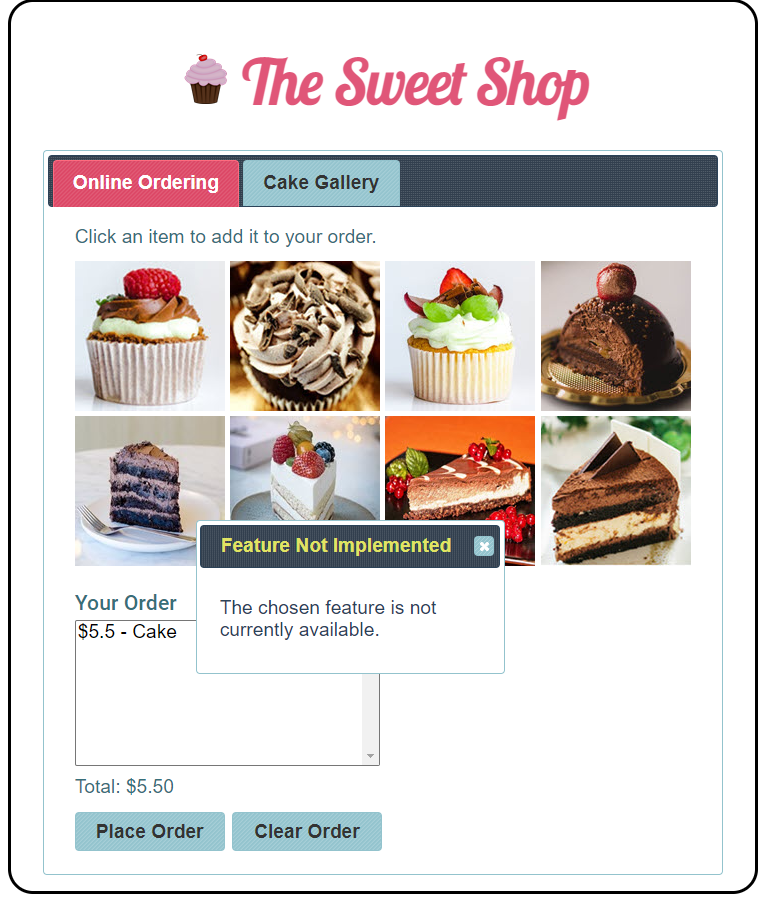 The Sweet Shop
Online Ordering
Cake Gallery
Click an item to add it to your order.
Feature Not Implemented
The chosen feature is not
currently available.
Your Order
$5.5 - Cake
Total: $5.50
Place Order
Clear Order